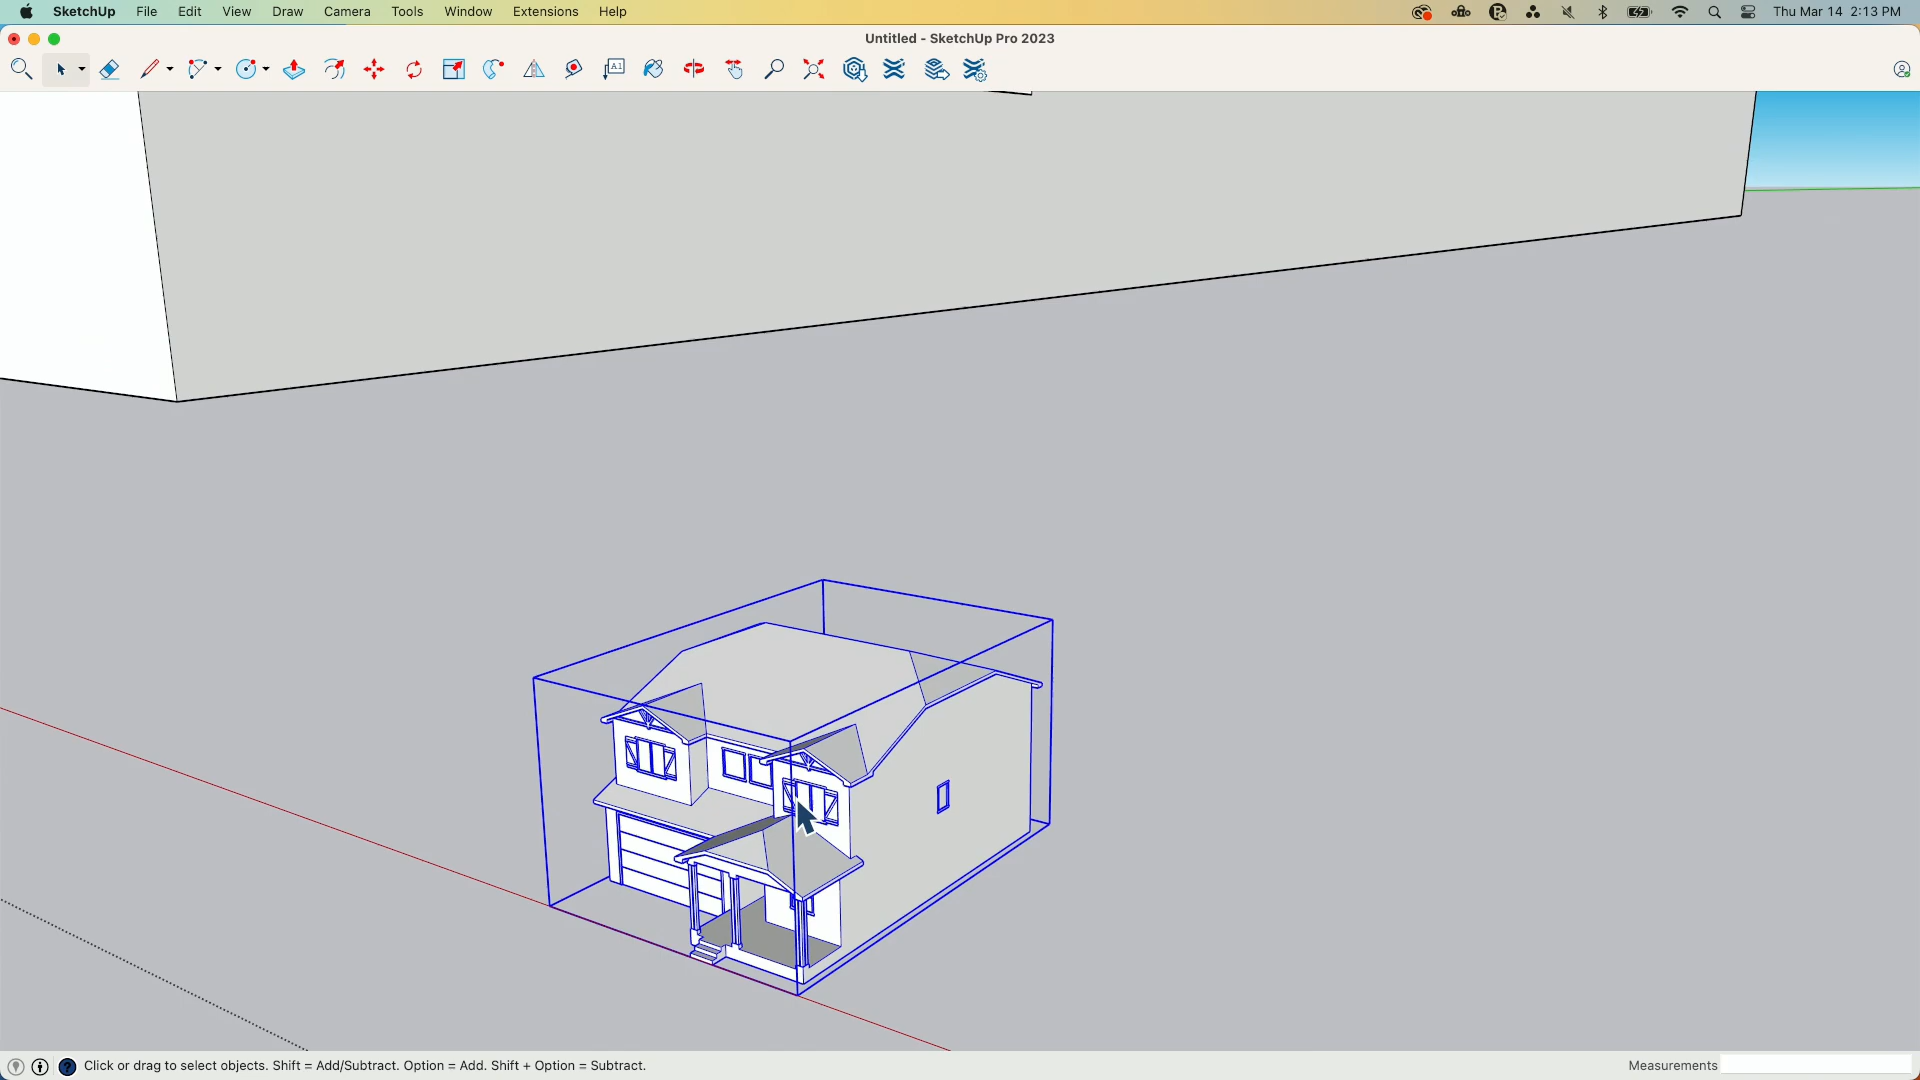 SketchUp File Edit View Draw Camera Tools Window Extensions Help Thu Mar 14 2:13 PM
Untitled - SketchUp Pro 2023
A1
Click or drag to select objects. Shift = Add/Subtract. Option = Add. Shift + Option = Subtract. Measurements